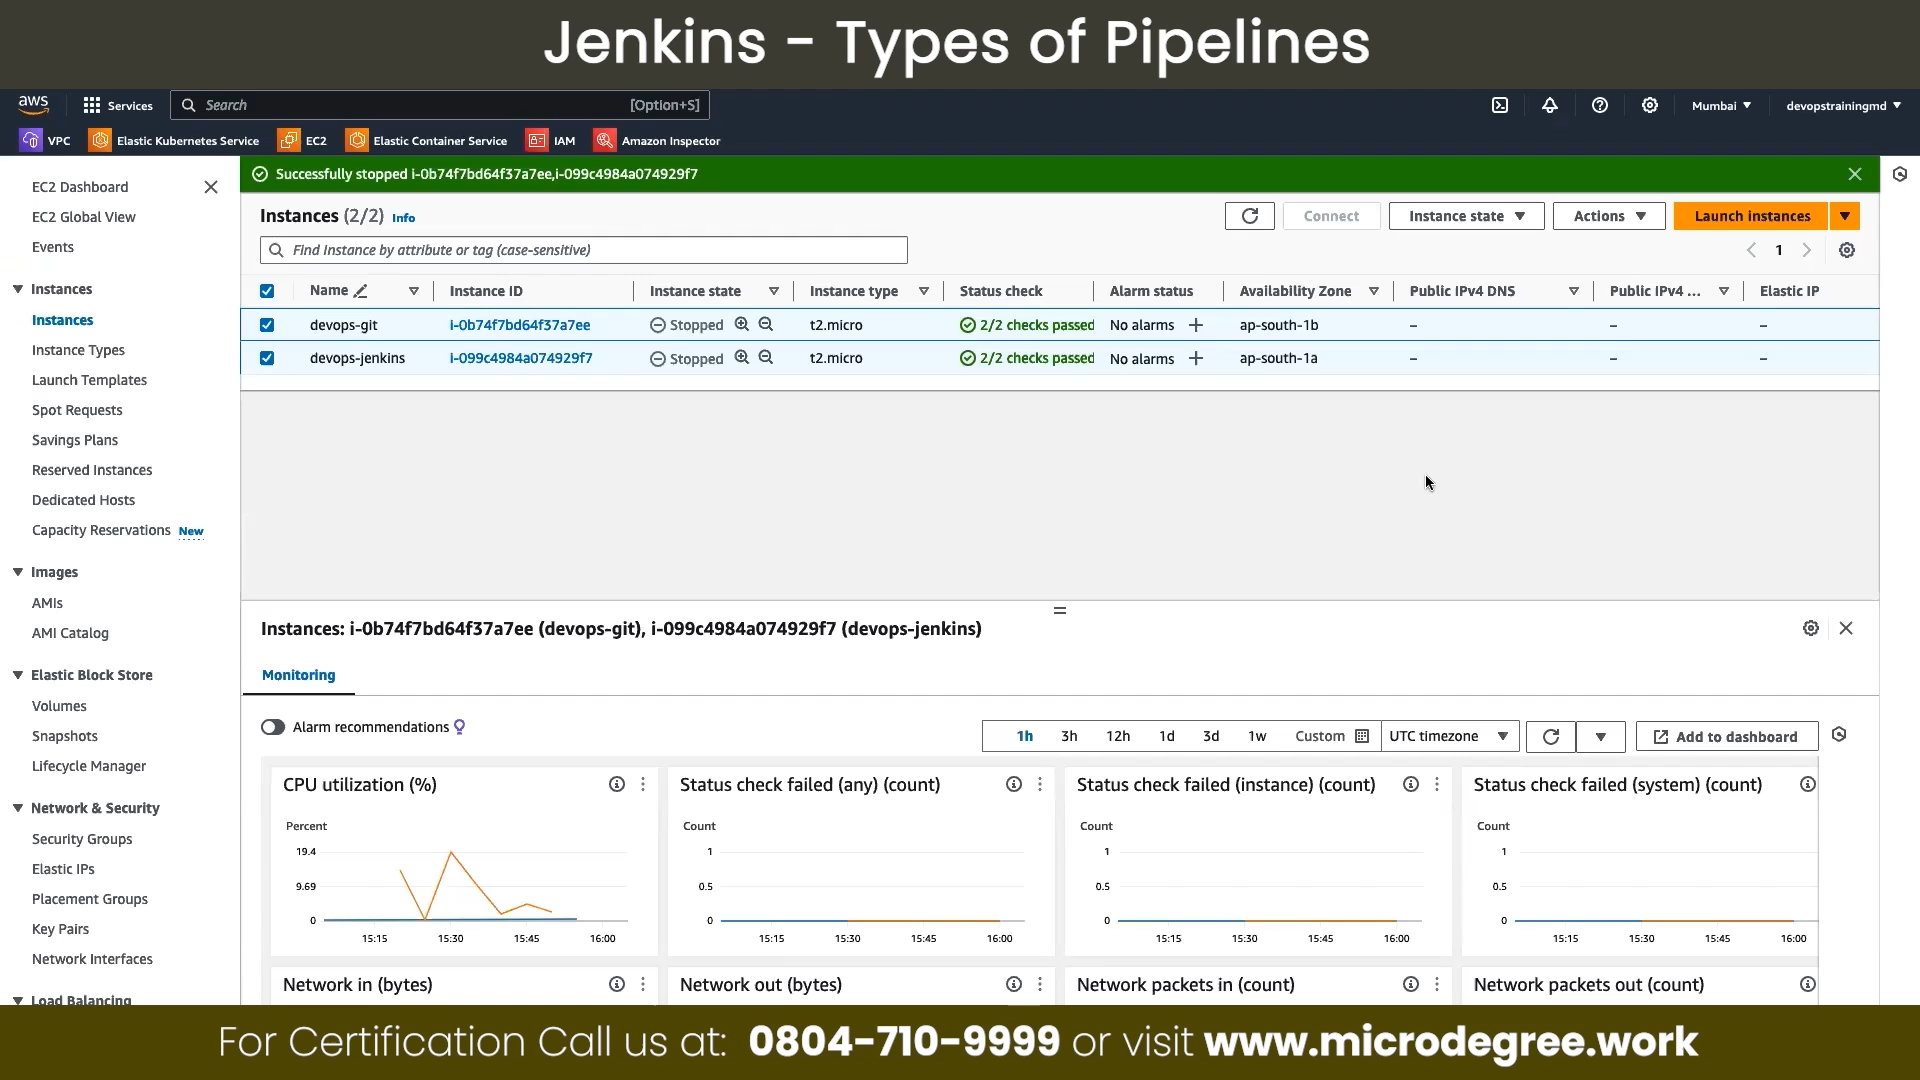 Jenkins - Types of Pipelines
aws
Services
Search
[Option+S]
Mumbai
devopstrainingmd
VPC
Elastic Kubernetes Service
EC2
Elastic Container Service
IAM
Amazon Inspector
EC2 Dashboard
EC2 Global View
Events
Instances
Instances
Instance Types
Launch Templates
Spot Requests
Savings Plans
Reserved Instances
Dedicated Hosts
Capacity Reservations New
Images
AMIs
AMI Catalog
Elastic Block Store
Volumes
Snapshots
Lifecycle Manager
Network & Security
Security Groups
Elastic IPs
Placement Groups
Key Pairs
Network Interfaces
Load Balancing
Successfully stopped i-0b74f7bd64f37a7ee,i-099c4984a074929f7
Instances (2/2) Info
Connect
Instance state
Actions
Launch instances
Find Instance by attribute or tag (case-sensitive)
1
Name Instance ID Instance state Instance type Status check Alarm status Availability Zone Public IPv4 DNS Public IPv4 ... Elastic IP
devops-git i-0b74f7bd64f37a7ee Stopped t2.micro 2/2 checks passed No alarms + ap-south-1b – – –
devops-jenkins i-099c4984a074929f7 Stopped t2.micro 2/2 checks passed No alarms + ap-south-1a – – –
Instances: i-0b74f7bd64f37a7ee (devops-git), i-099c4984a074929f7 (devops-jenkins)
Monitoring
Alarm recommendations
1h 3h 12h 1d 3d 1w Custom UTC timezone
Add to dashboard
CPU utilization (%)
Percent
19.4
9.69
0
15:15 15:30 15:45 16:00
Status check failed (any) (count)
Count
1
0.5
0
15:15 15:30 15:45 16:00
Status check failed (instance) (count)
Count
1
0.5
0
15:15 15:30 15:45 16:00
Status check failed (system) (count)
Count
1
0.5
0
15:15 15:30 15:45 16:00
Network in (bytes)
Network out (bytes)
Network packets in (count)
Network packets out (count)
For Certification Call us at: 0804-710-9999 or visit www.microdegree.work